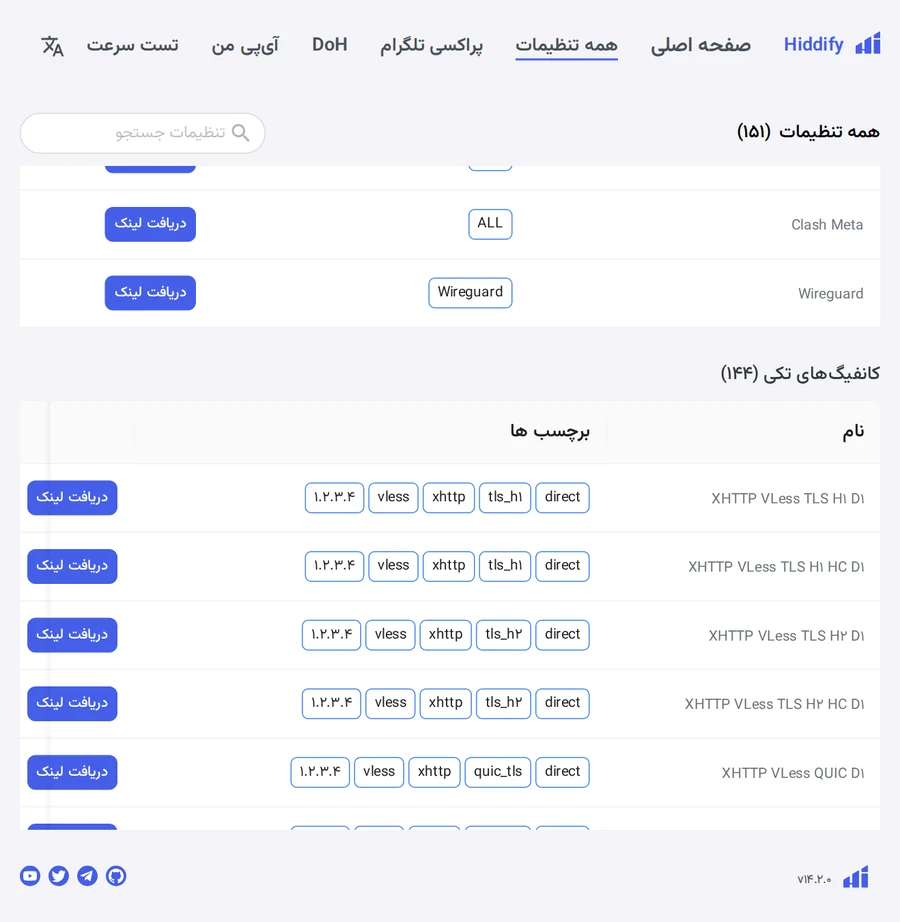 Hiddify صفحه اصلی همه تنظیمات پراکسی تلگرام DoH آی‌پی من تست سرعت
همه تنظیمات (۱۵۱)
تنظیمات جستجو
Clash Meta ALL دریافت لینک
Wireguard Wireguard دریافت لینک
کانفیگ‌های تکی (۱۴۴)
نام برچسب ها
XHTTP VLess TLS H۱ D۱ direct tls_h۱ xhttp vless ۱.۲.۳.۴ دریافت لینک
XHTTP VLess TLS H۱ HC D۱ direct tls_h۱ xhttp vless ۱.۲.۳.۴ دریافت لینک
XHTTP VLess TLS H۲ D۱ direct tls_h۲ xhttp vless ۱.۲.۳.۴ دریافت لینک
XHTTP VLess TLS H۲ HC D۱ direct tls_h۲ xhttp vless ۱.۲.۳.۴ دریافت لینک
XHTTP VLess QUIC D۱ direct quic_tls xhttp vless ۱.۲.۳.۴ دریافت لینک
v۱۴.۲.۰